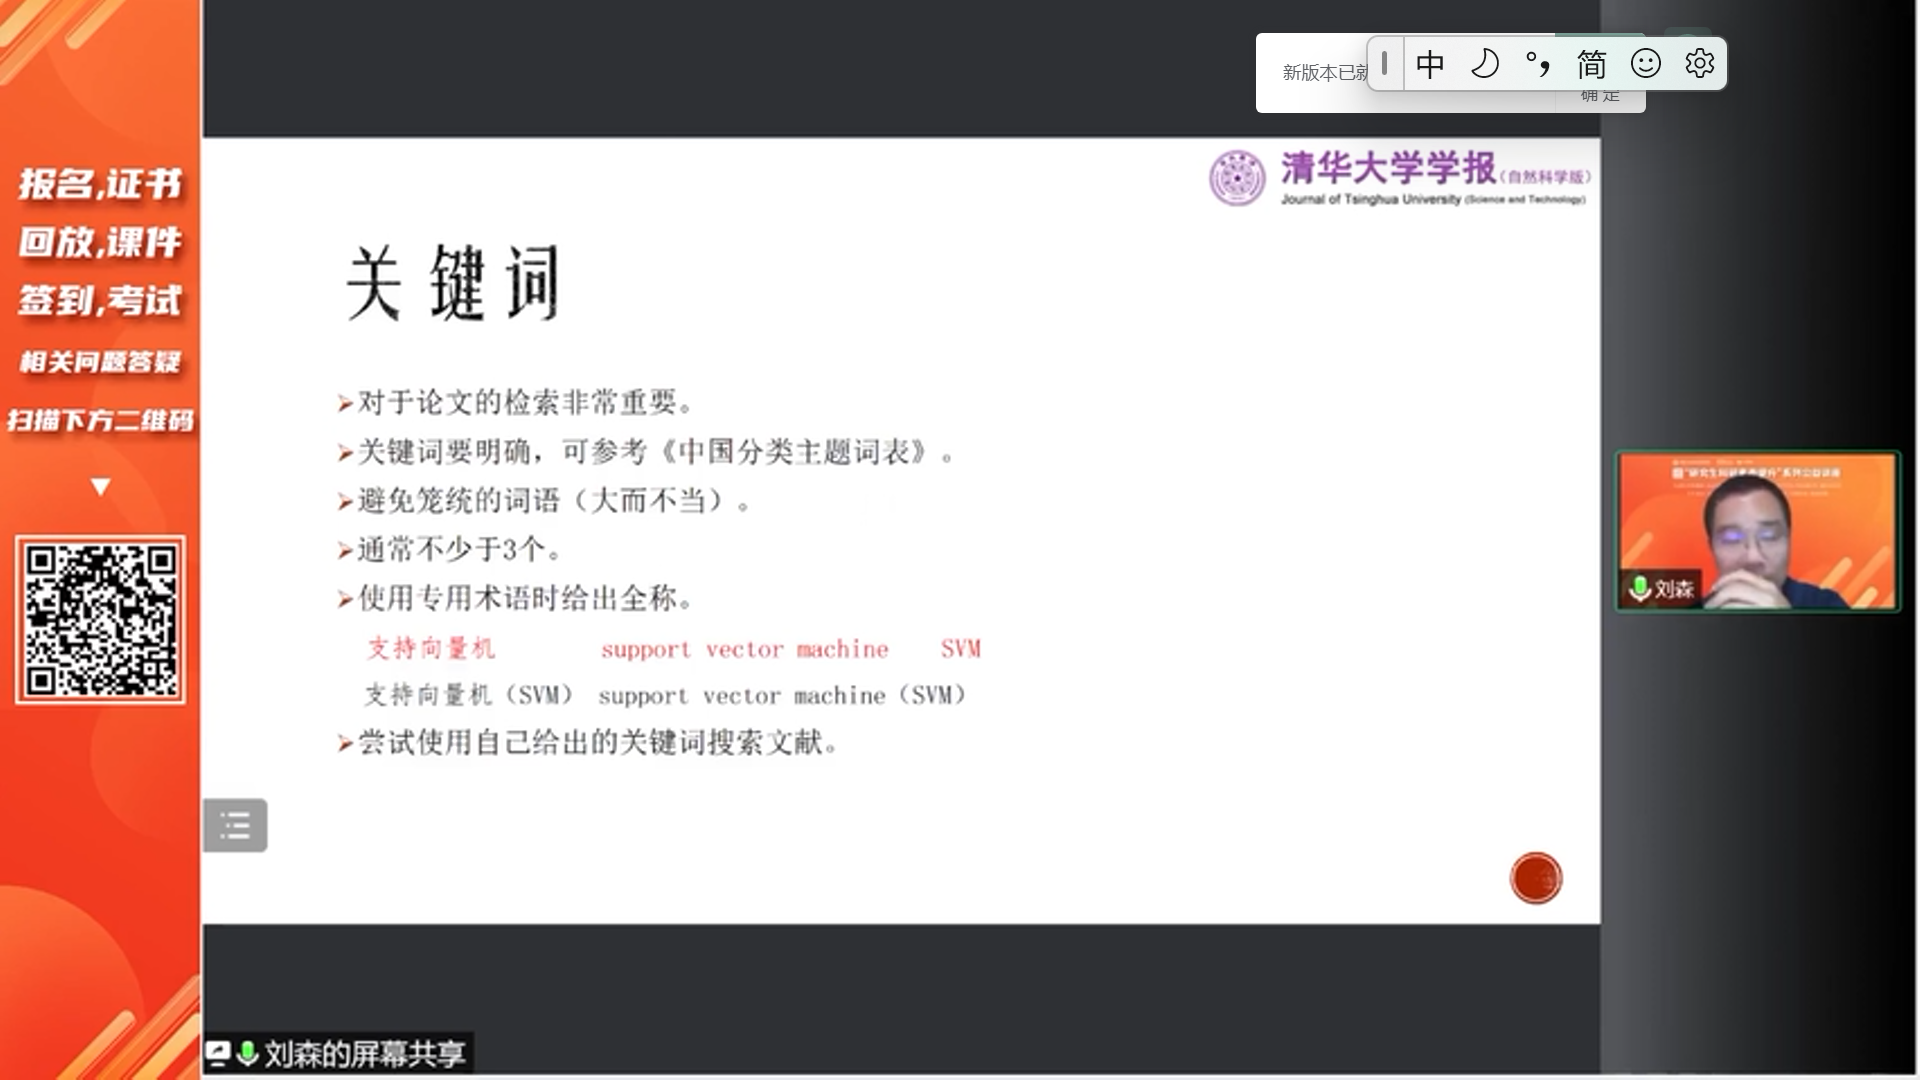 报名,证书
回放,课件
签到,考试
相关问题答疑
扫描下方二维码
新版本已就
中 简
确 定
清华大学学报(自然科学版)
Journal of Tsinghua University (Science and Technology)
关键词
➢对于论文的检索非常重要。
➢关键词要明确，可参考《中国分类主题词表》。
➢避免笼统的词语（大而不当）。
➢通常不少于3个。
➢使用专用术语时给出全称。
支持向量机 support vector machine SVM
支持向量机（SVM） support vector machine（SVM）
➢尝试使用自己给出的关键词搜索文献。
刘森
刘森的屏幕共享